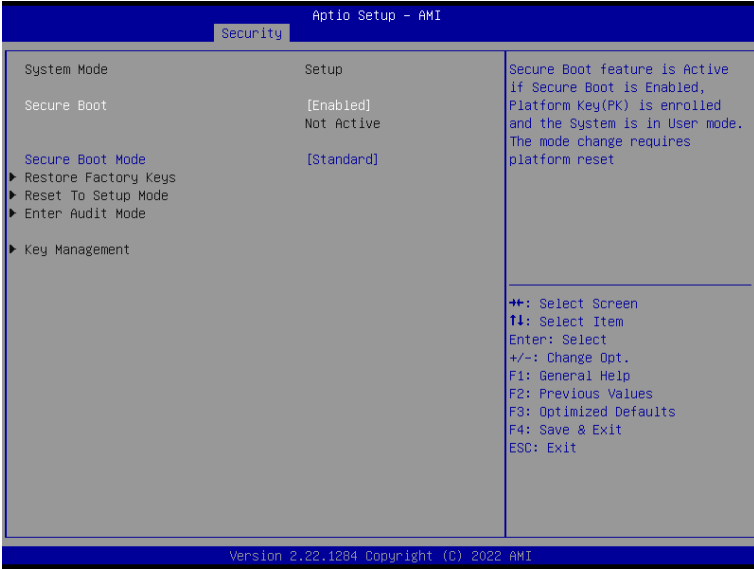 Aptio Setup – AMI
Security
System Mode Setup
Secure Boot [Enabled]
Not Active
Secure Boot Mode [Standard]
Restore Factory Keys
Reset To Setup Mode
Enter Audit Mode
Key Management
Secure Boot feature is Active
if Secure Boot is Enabled,
Platform Key(PK) is enrolled
and the System is in User mode.
The mode change requires
platform reset
→←: Select Screen
↑↓: Select Item
Enter: Select
+/-: Change Opt.
F1: General Help
F2: Previous Values
F3: Optimized Defaults
F4: Save & Exit
ESC: Exit
Version 2.22.1284 Copyright (C) 2022 AMI